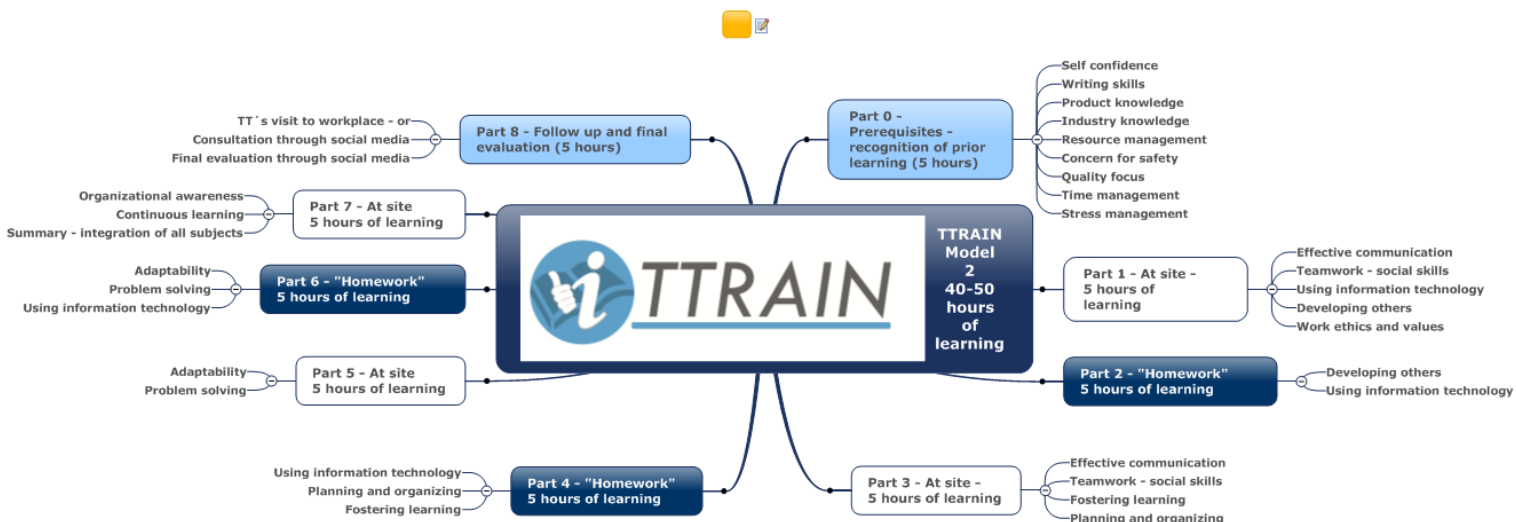 Part 0 -
Prerequisites -
recognition of prior
learning (5 hours)
Self confidence
Writing skills
Product knowledge
Industry knowledge
Resource management
Concern for safety
Quality focus
Time management
Stress management
Part 8 - Follow up and final
evaluation (5 hours)
TT´s visit to workplace - or
Consultation through social media
Final evaluation through social media
Part 7 - At site
5 hours of learning
Organizational awareness
Continuous learning
Summary - integration of all subjects
i TTRAIN
TTRAIN
Model
2
40-50
hours
of
learning
Part 1 - At site -
5 hours of
learning
Effective communication
Teamwork - social skills
Using information technology
Developing others
Work ethics and values
Part 6 - "Homework"
5 hours of learning
Adaptability
Problem solving
Using information technology
Part 2 - "Homework"
5 hours of learning
Developing others
Using information technology
Part 5 - At site
5 hours of learning
Adaptability
Problem solving
Part 3 - At site -
5 hours of learning
Effective communication
Teamwork - social skills
Fostering learning
Planning and organizing
Part 4 - "Homework"
5 hours of learning
Using information technology
Planning and organizing
Fostering learning